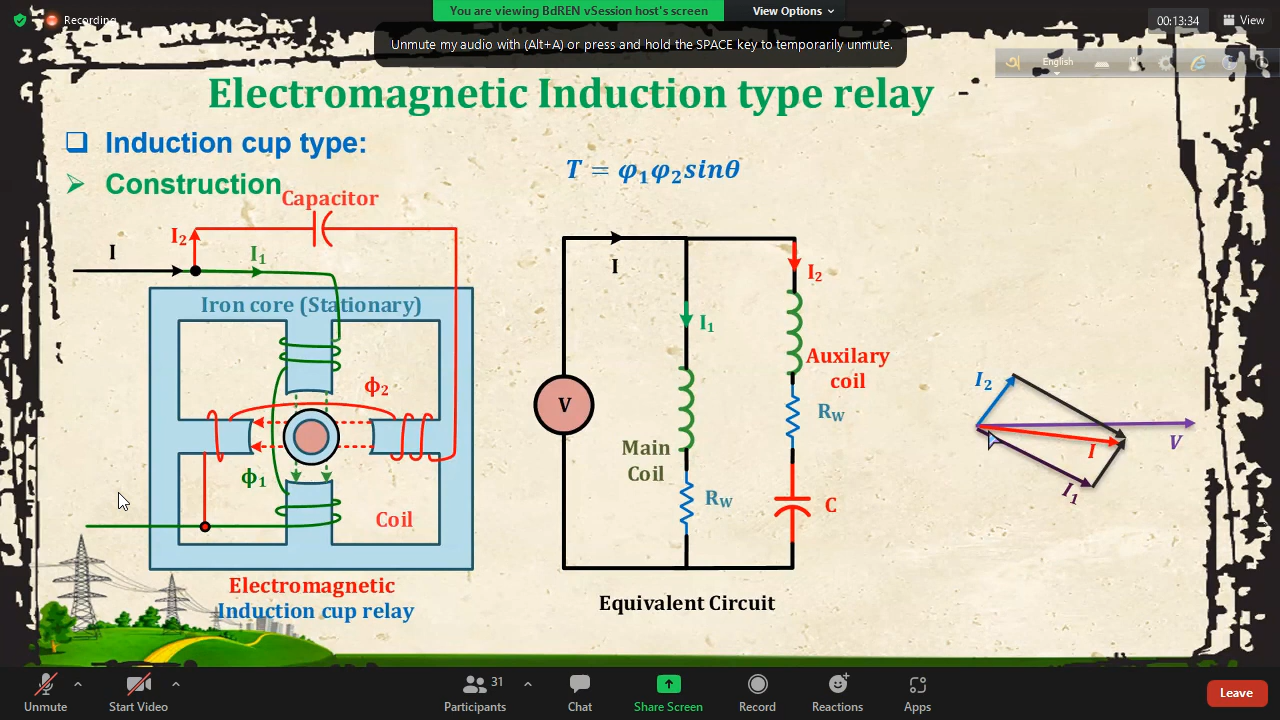 Recording
You are viewing BdREN vSession host's screen
View Options
00:13:34
View
Unmute my audio with (Alt+A) or press and hold the SPACE key to temporarily unmute.
English
Electromagnetic Induction type relay
Induction cup type:
T = φ₁φ₂sinθ
Construction
Capacitor
I₂
I
I₁
Iron core (Stationary)
ϕ₂
ϕ₁
Coil
Electromagnetic
Induction cup relay
I
I₂
I₁
V
Auxilary
coil
R_W
Main
Coil
R_W
C
Equivalent Circuit
I₂
V
I
I₁
Unmute
Start Video
31
Participants
Chat
Share Screen
Record
Reactions
Apps
Leave